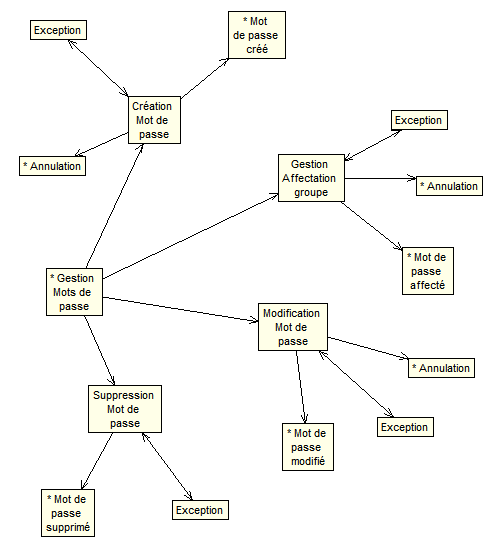 Exception
* Mot
de passe
créé
Création
Mot de
passe
* Annulation
Exception
Gestion
Affectation
groupe
* Annulation
* Mot de
passe
affecté
* Gestion
Mots de
passe
Modification
Mot de
passe
* Annulation
Suppression
Mot de
passe
Exception
* Mot de
passe
modifié
* Mot de
passe
supprimé
Exception